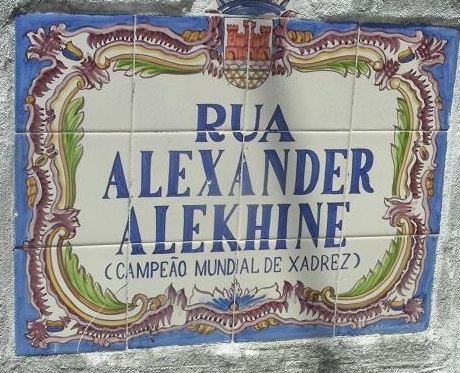 RUA
ALEXANDER
ALEKHINE
(CAMPEÃO MUNDIAL DE XADREZ)